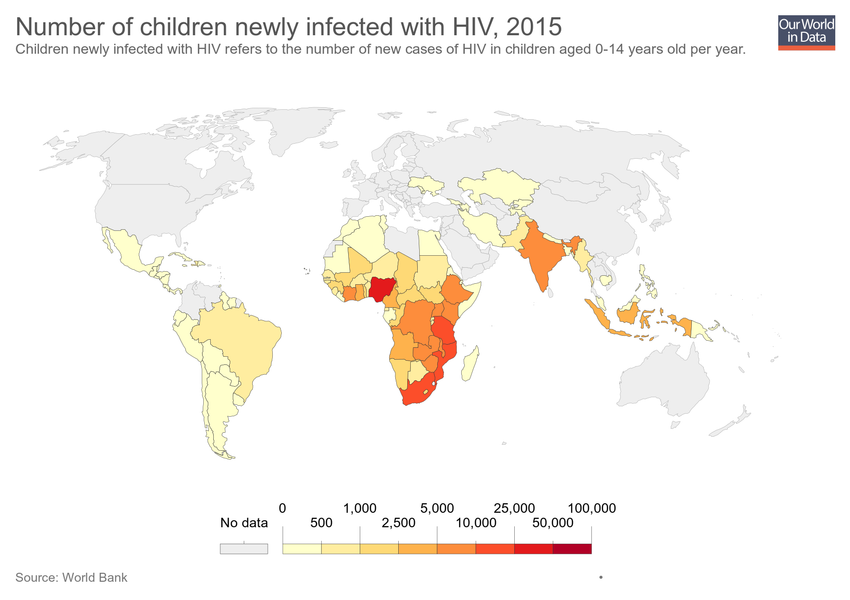 Number of children newly infected with HIV, 2015
Children newly infected with HIV refers to the number of new cases of HIV in children aged 0-14 years old per year.
Our World
in Data
0 1,000 5,000 25,000 100,000
No data 500 2,500 10,000 50,000
Source: World Bank